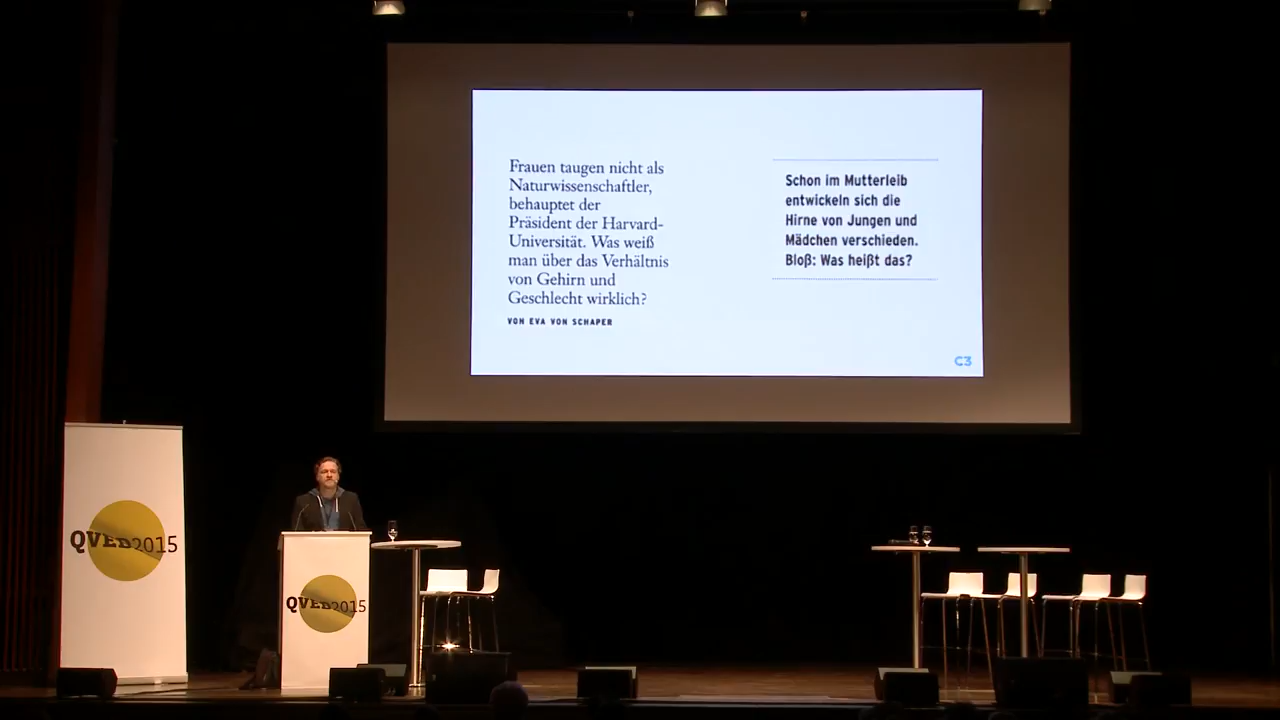 Frauen taugen nicht als
Naturwissenschaftler,
behauptet der
Präsident der Harvard-
Universität. Was weiß
man über das Verhältnis
von Gehirn und
Geschlecht wirklich?
VON EVA VON SCHAPER
Schon im Mutterleib
entwickeln sich die
Hirne von Jungen und
Mädchen verschieden.
Bloß: Was heißt das?
C3
QVED2015
QVED2015